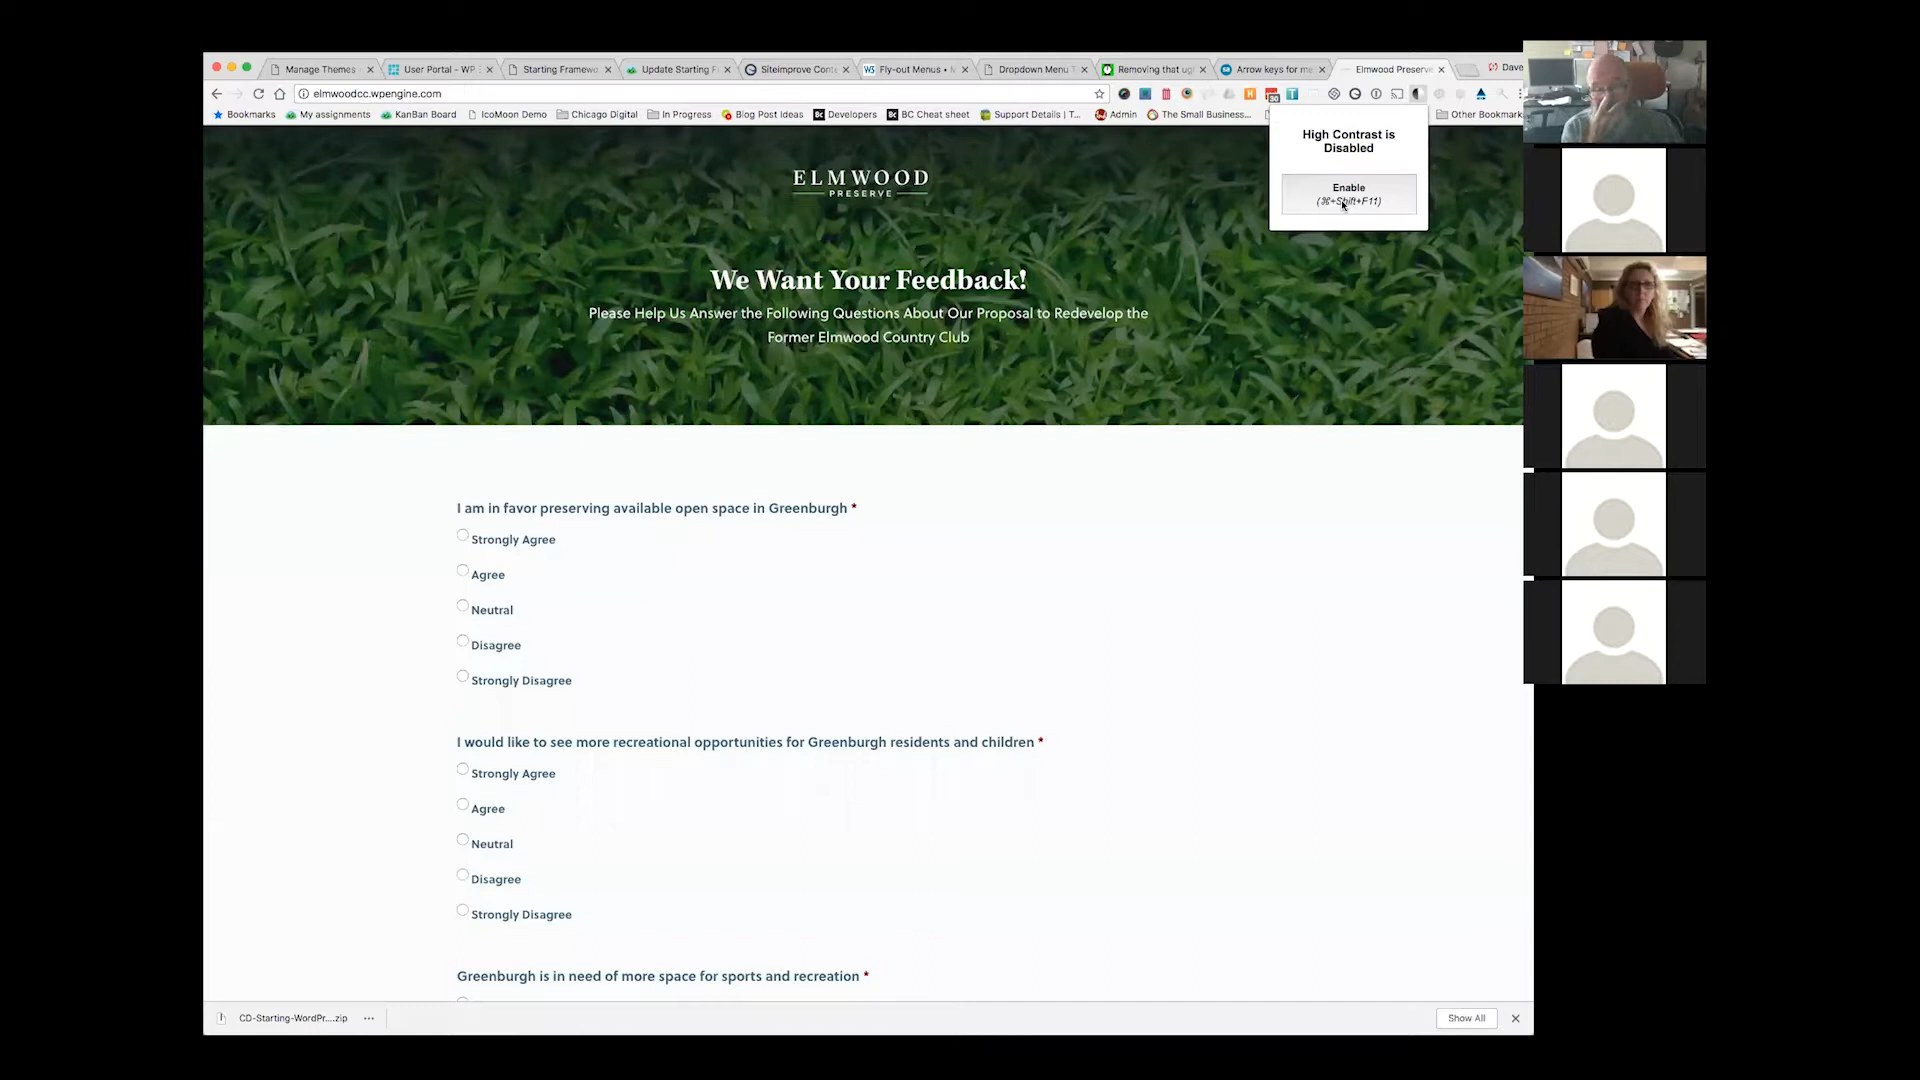 Manage Themes
User Portal - WP
Starting Framewo
Update Starting F
Siteimprove Conte
Fly-out Menus •
Dropdown Menu T
Removing that ug
Arrow keys for me
Elmwood Preserve
Dave
elmwoodcc.wpengine.com
Bookmarks
My assignments
KanBan Board
IcoMoon Demo
Chicago Digital
In Progress
Blog Post Ideas
Developers
BC Cheat sheet
Support Details | T...
Admin
The Small Business...
Other Bookmark
High Contrast is
Disabled
Enable
(⌘+Shift+F11)
ELMWOOD
PRESERVE
We Want Your Feedback!
Please Help Us Answer the Following Questions About Our Proposal to Redevelop the
Former Elmwood Country Club
I am in favor preserving available open space in Greenburgh *
Strongly Agree
Agree
Neutral
Disagree
Strongly Disagree
I would like to see more recreational opportunities for Greenburgh residents and children *
Strongly Agree
Agree
Neutral
Disagree
Strongly Disagree
Greenburgh is in need of more space for sports and recreation *
CD-Starting-WordPr....zip
Show All